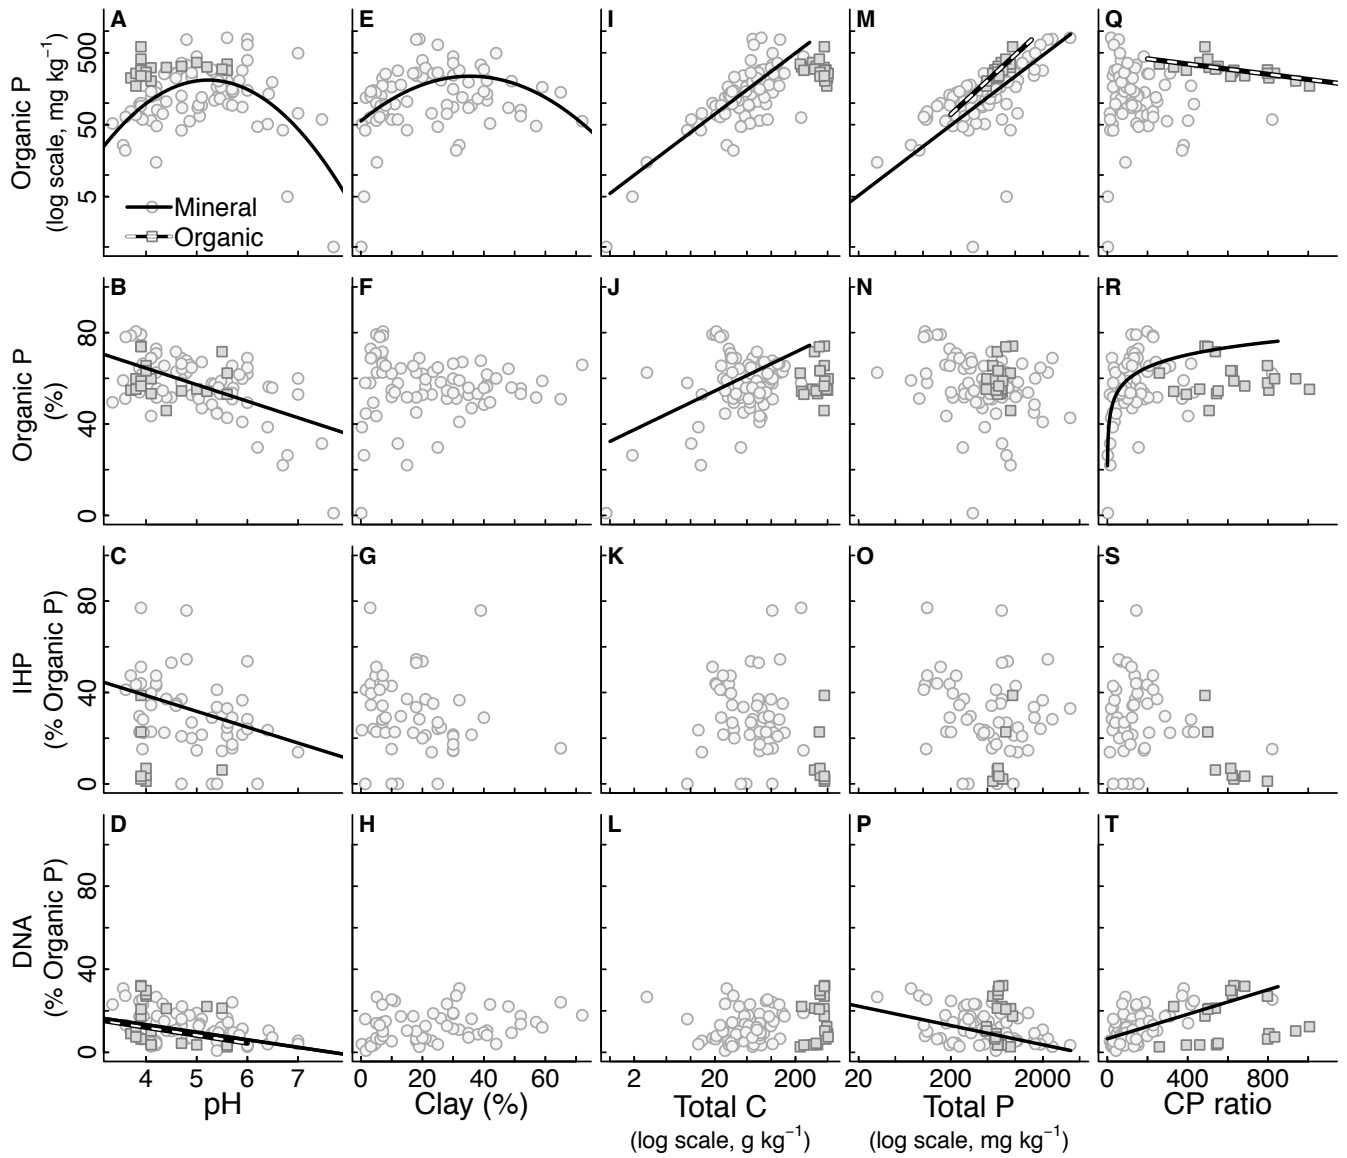 A E I M Q
Organic P
(log scale, mg kg⁻¹)
500
50
5
Mineral
Organic
B F J N R
Organic P
(%)
80
40
0
C G K O S
IHP
(% Organic P)
80
40
0
D H L P T
DNA
(% Organic P)
80
40
0
4 5 6 7 0 20 40 60 2 20 200 20 200 2000 0 400 800
pH Clay (%) Total C Total P CP ratio
(log scale, g kg⁻¹) (log scale, mg kg⁻¹)